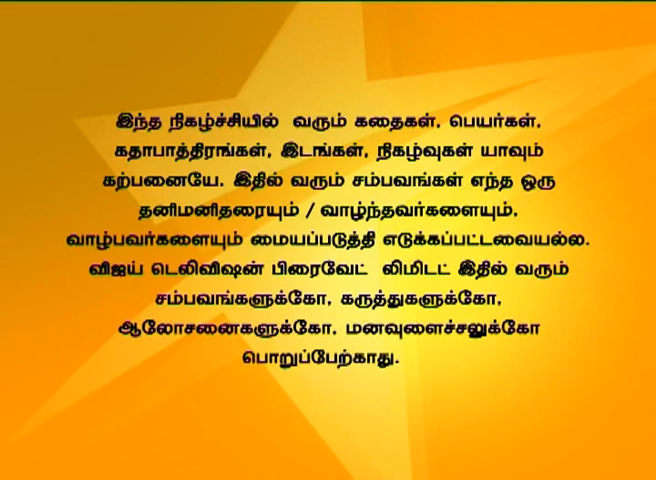 இந்த நிகழ்ச்சியில் வரும் கதைகள், பெயர்கள்,
கதாபாத்திரங்கள், இடங்கள், நிகழ்வுகள் யாவும்
கற்பனையே. இதில் வரும் சம்பவங்கள் எந்த ஒரு
தனிமனிதரையும் / வாழ்ந்தவர்களையும்,
வாழ்பவர்களையும் மையப்படுத்தி எடுக்கப்பட்டவையல்ல.
விஜய் டெலிவிஷன் பிரைவேட் லிமிடட் இதில் வரும்
சம்பவங்களுக்கோ, கருத்துகளுக்கோ,
ஆலோசனைகளுக்கோ, மனவுளைச்சலுக்கோ
பொறுப்பேற்காது.